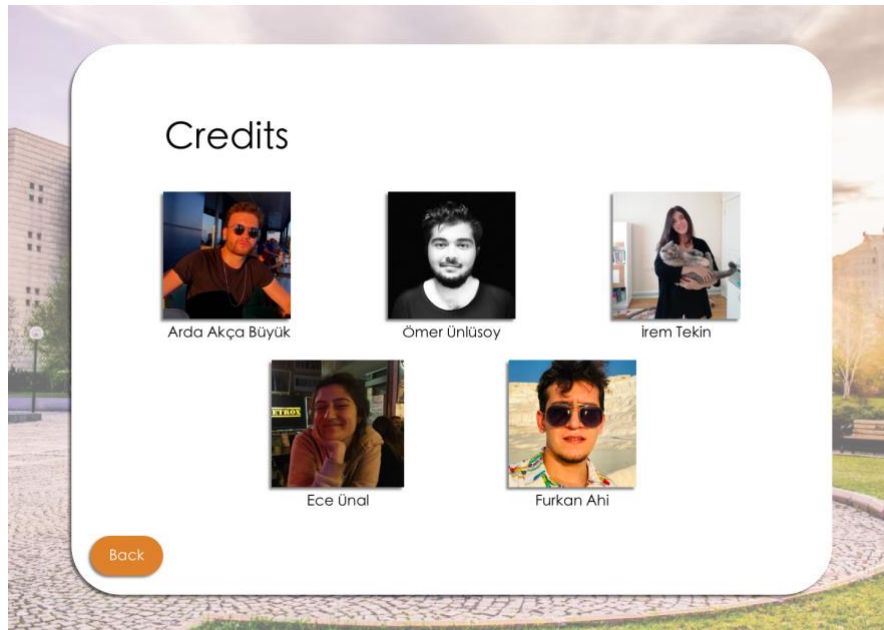 Credits
Arda Akça Büyük
Ömer Ünlüsoy
İrem Tekin
Ece Ünal
Furkan Ahi
Back